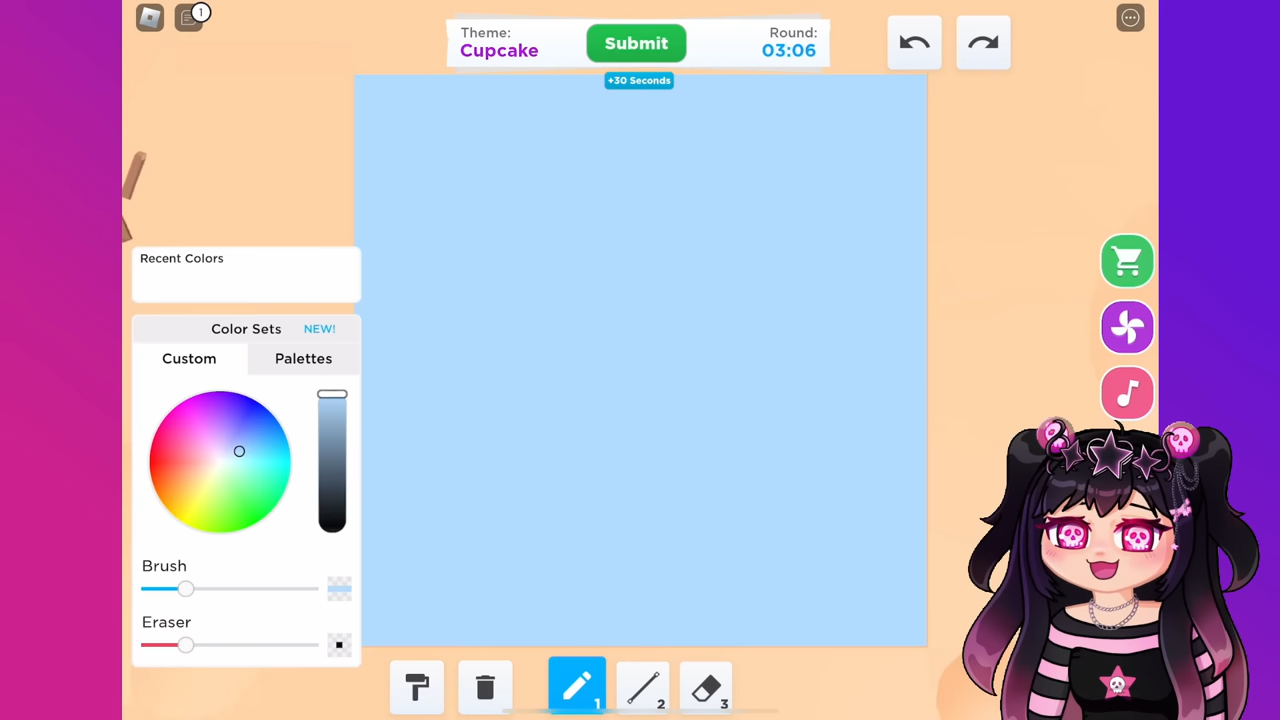 1
Theme:
Cupcake
Submit
Round:
03:06
+30 Seconds
Recent Colors
Color Sets NEW!
Custom Palettes
Brush
Eraser
1
2
3